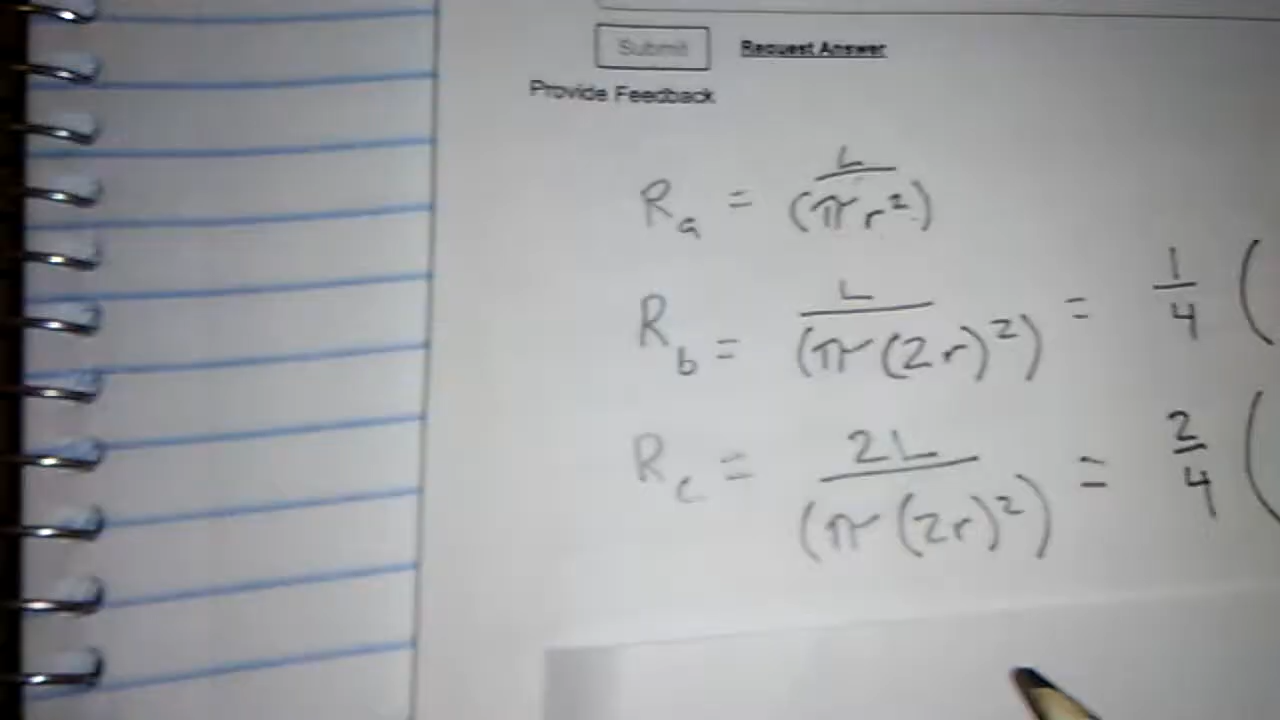 Submit Request Answer
Provide Feedback
Ra = L/(πr²)
Rb = L/(π(2r)²) = 1/4 (
Rc = 2L/(π(2r)²) = 2/4 (